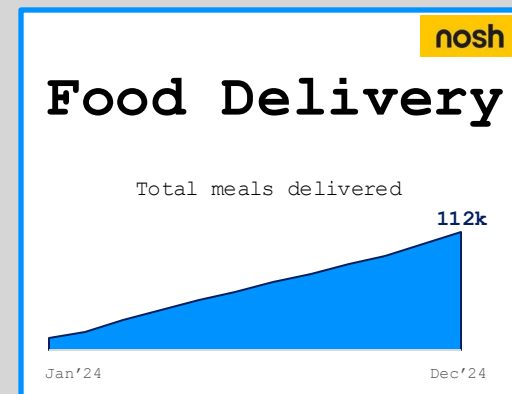 nosh
Food Delivery
Total meals delivered
112k
Jan’24
Dec’24